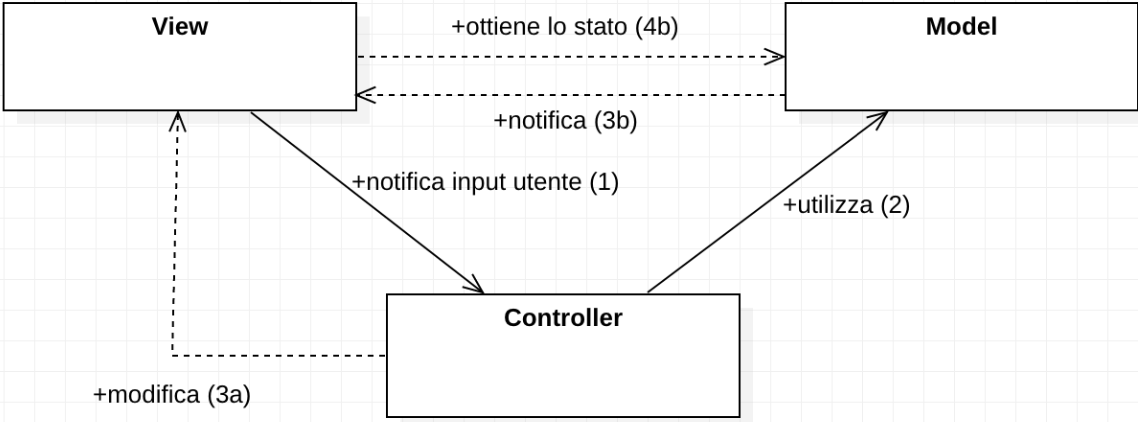 View
+ottiene lo stato (4b)
Model
+notifica (3b)
+notifica input utente (1)
+utilizza (2)
Controller
+modifica (3a)